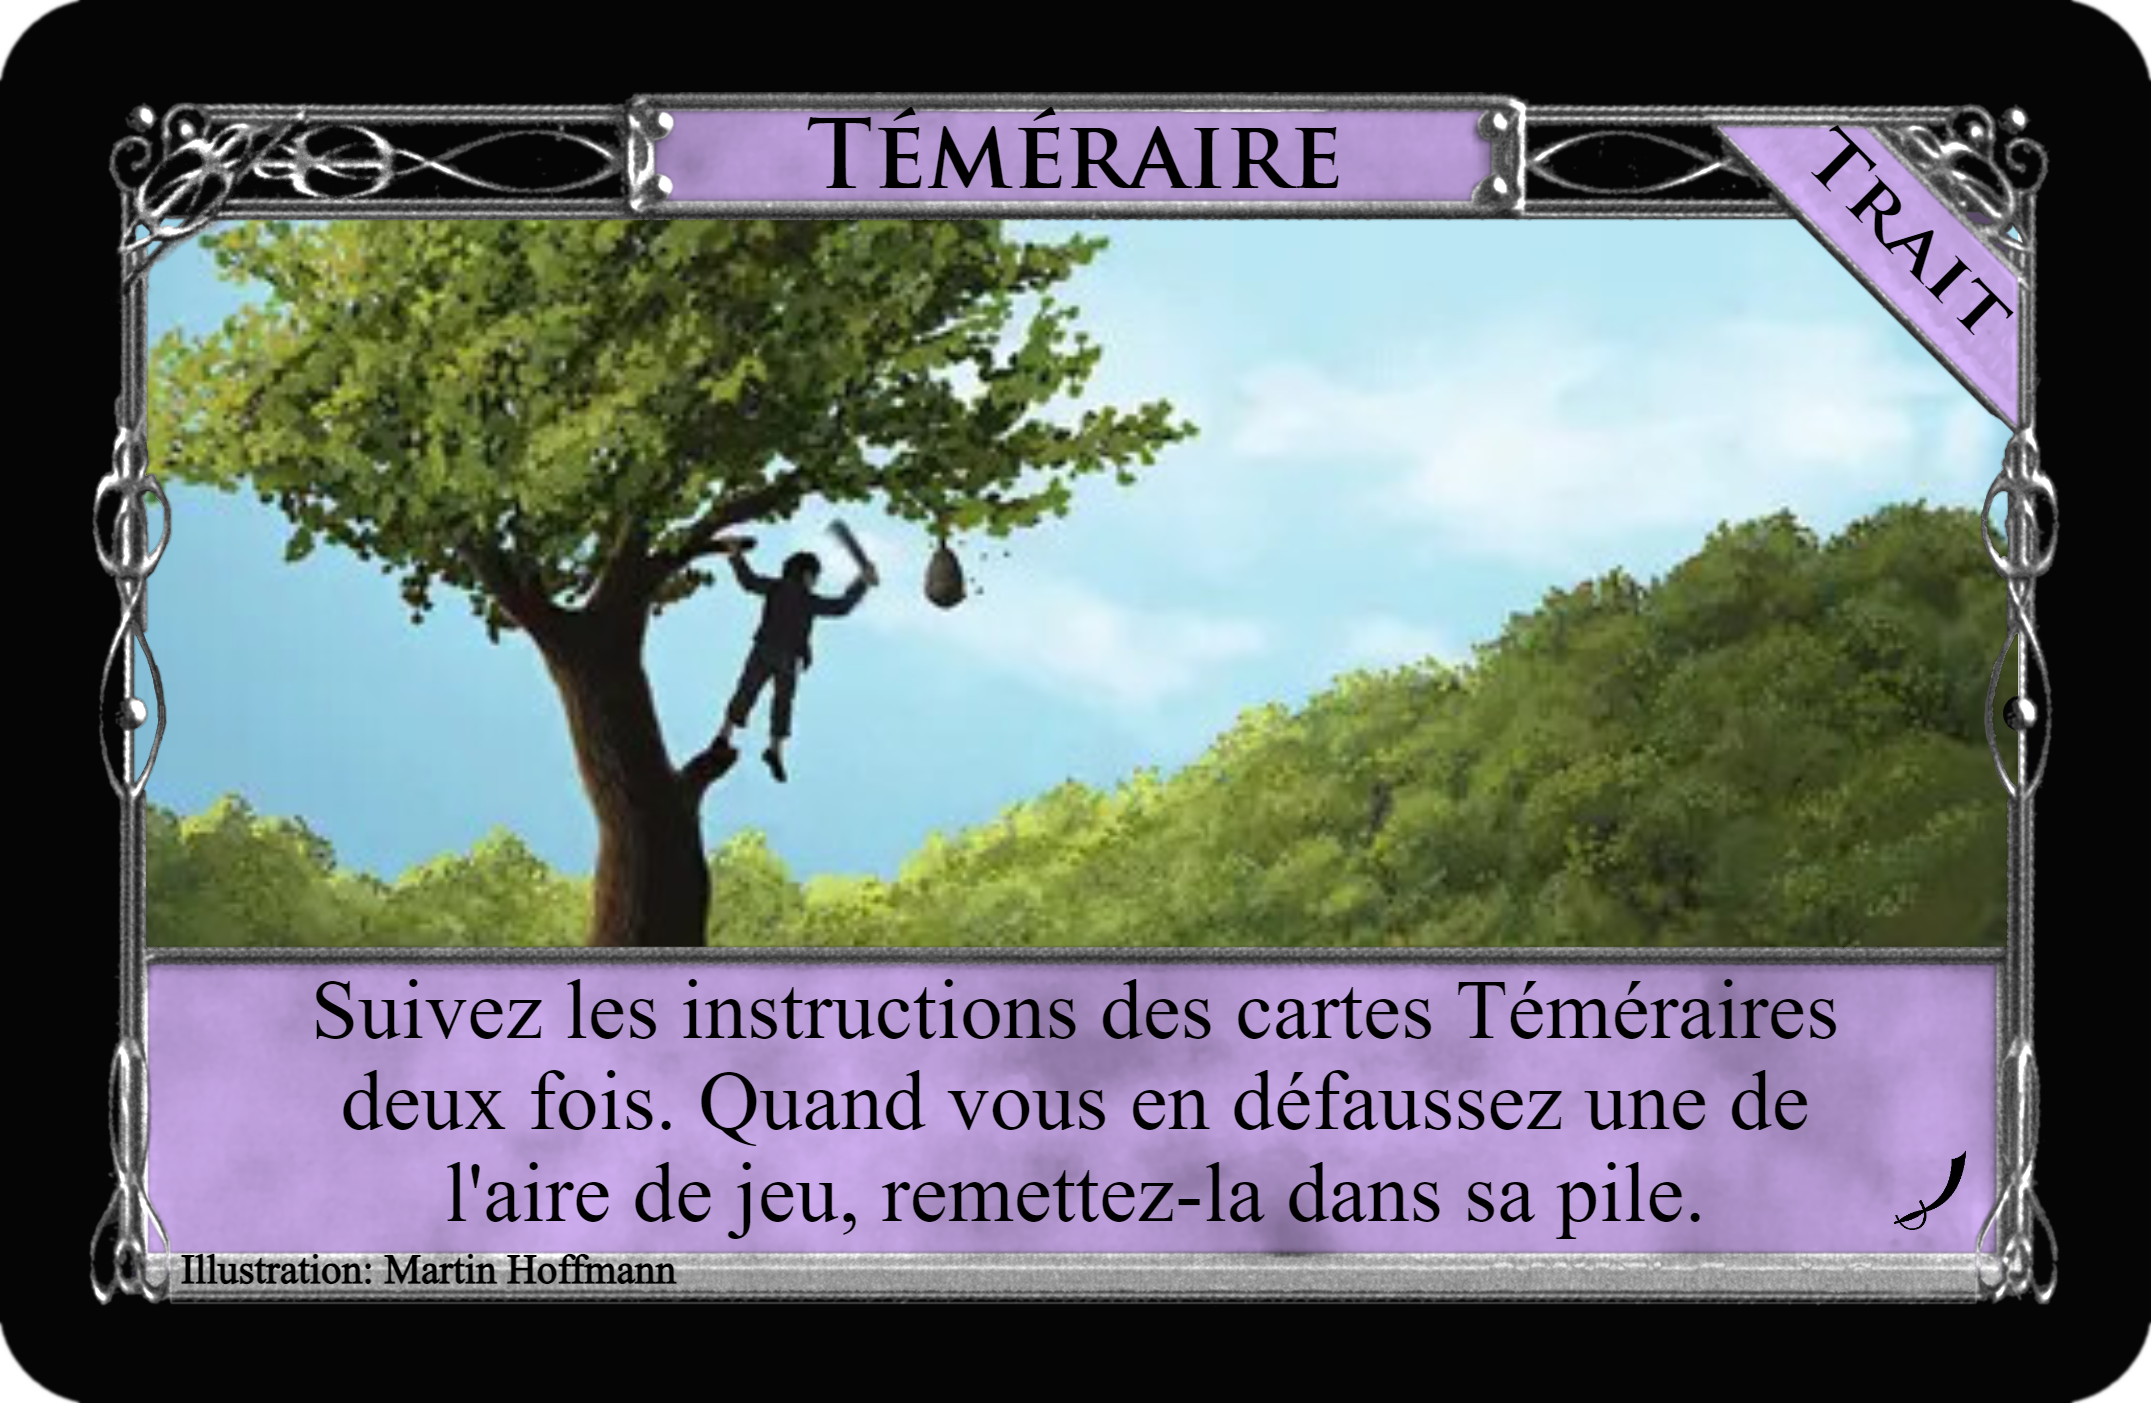 TÉMÉRAIRE
TRAIT
Suivez les instructions des cartes Téméraires
deux fois. Quand vous en défaussez une de
l'aire de jeu, remettez-la dans sa pile.
Illustration: Martin Hoffmann